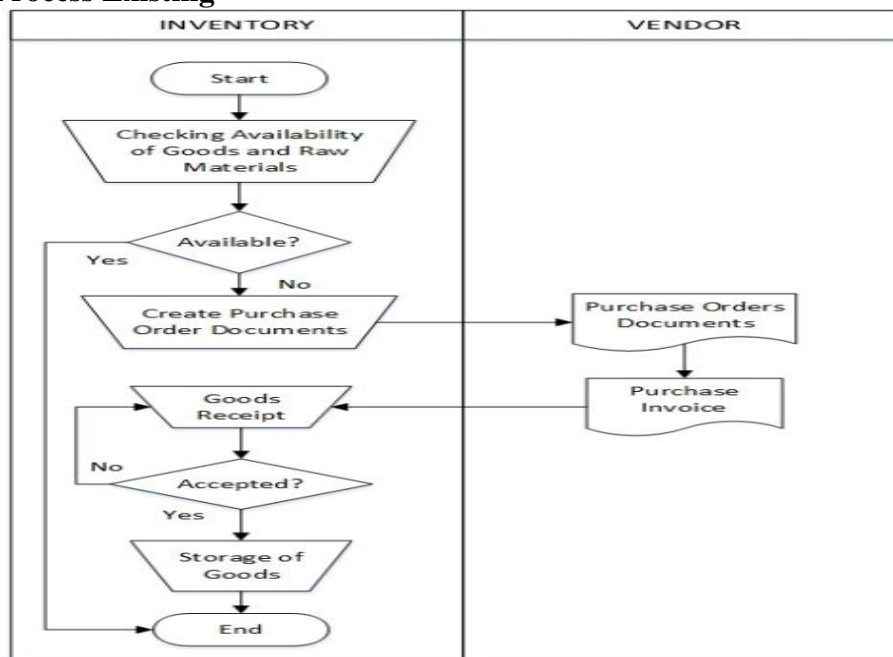 INVENTORY
VENDOR
Start
Checking Availability
of Goods and Raw
Materials
Available?
Yes
No
Create Purchase
Order Documents
Purchase Orders
Documents
Purchase
Invoice
Goods
Receipt
No
Accepted?
Yes
Storage of
Goods
End